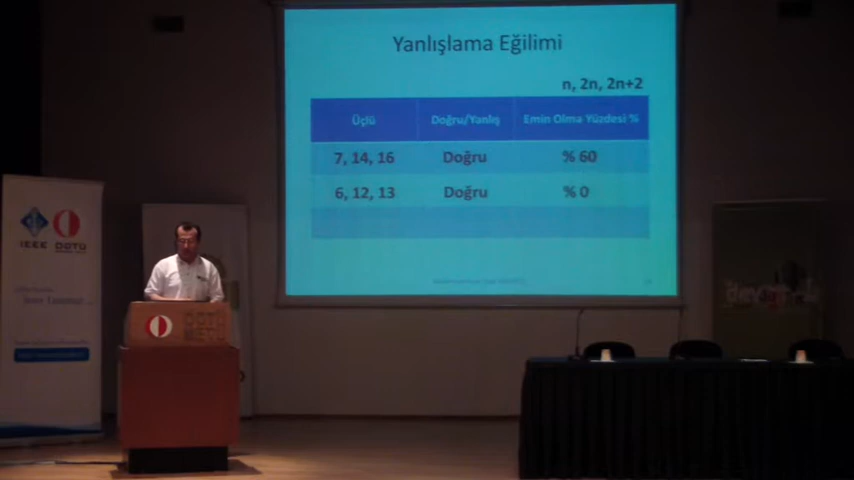 Yanlışlama Eğilimi
n, 2n, 2n+2
Üçlü Doğru/Yanlış Emin Olma Yüzdesi %
7, 14, 16 Doğru % 60
6, 12, 13 Doğru % 0
IEEE ODTÜ